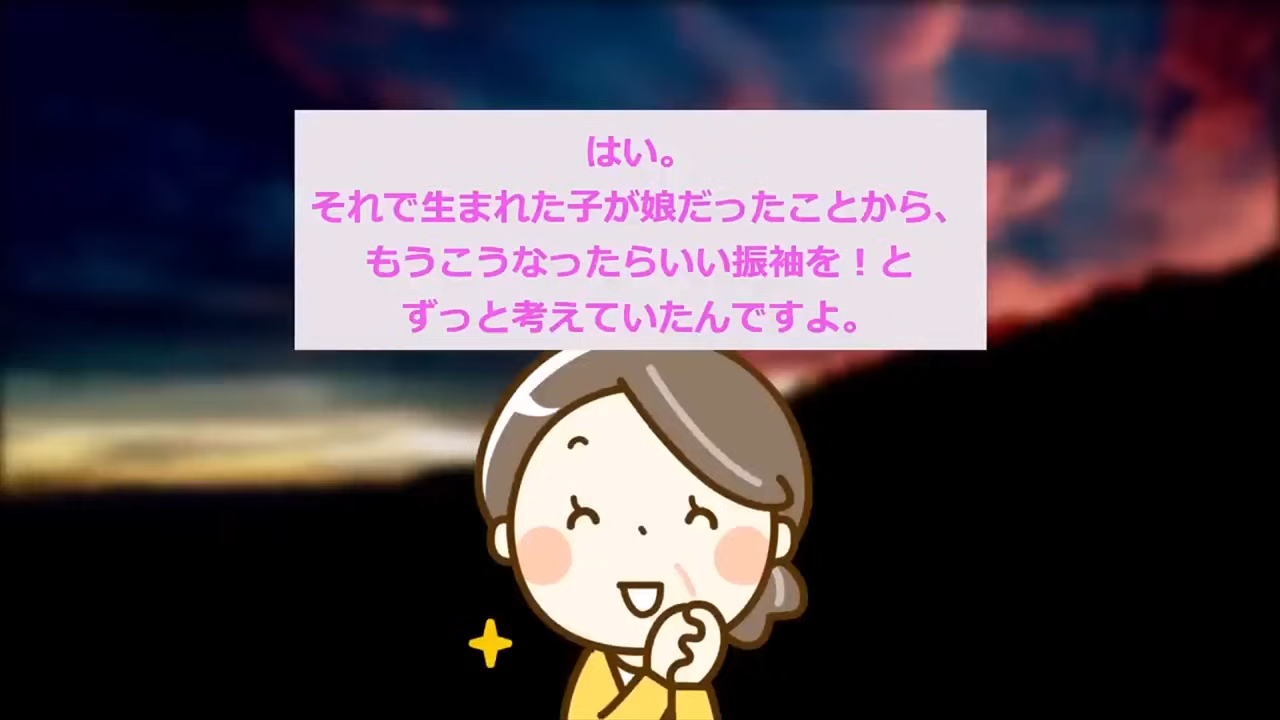 はい。
それで生まれた子が娘だったことから、
もうこうなったらいい振袖を！と
ずっと考えていたんですよ。